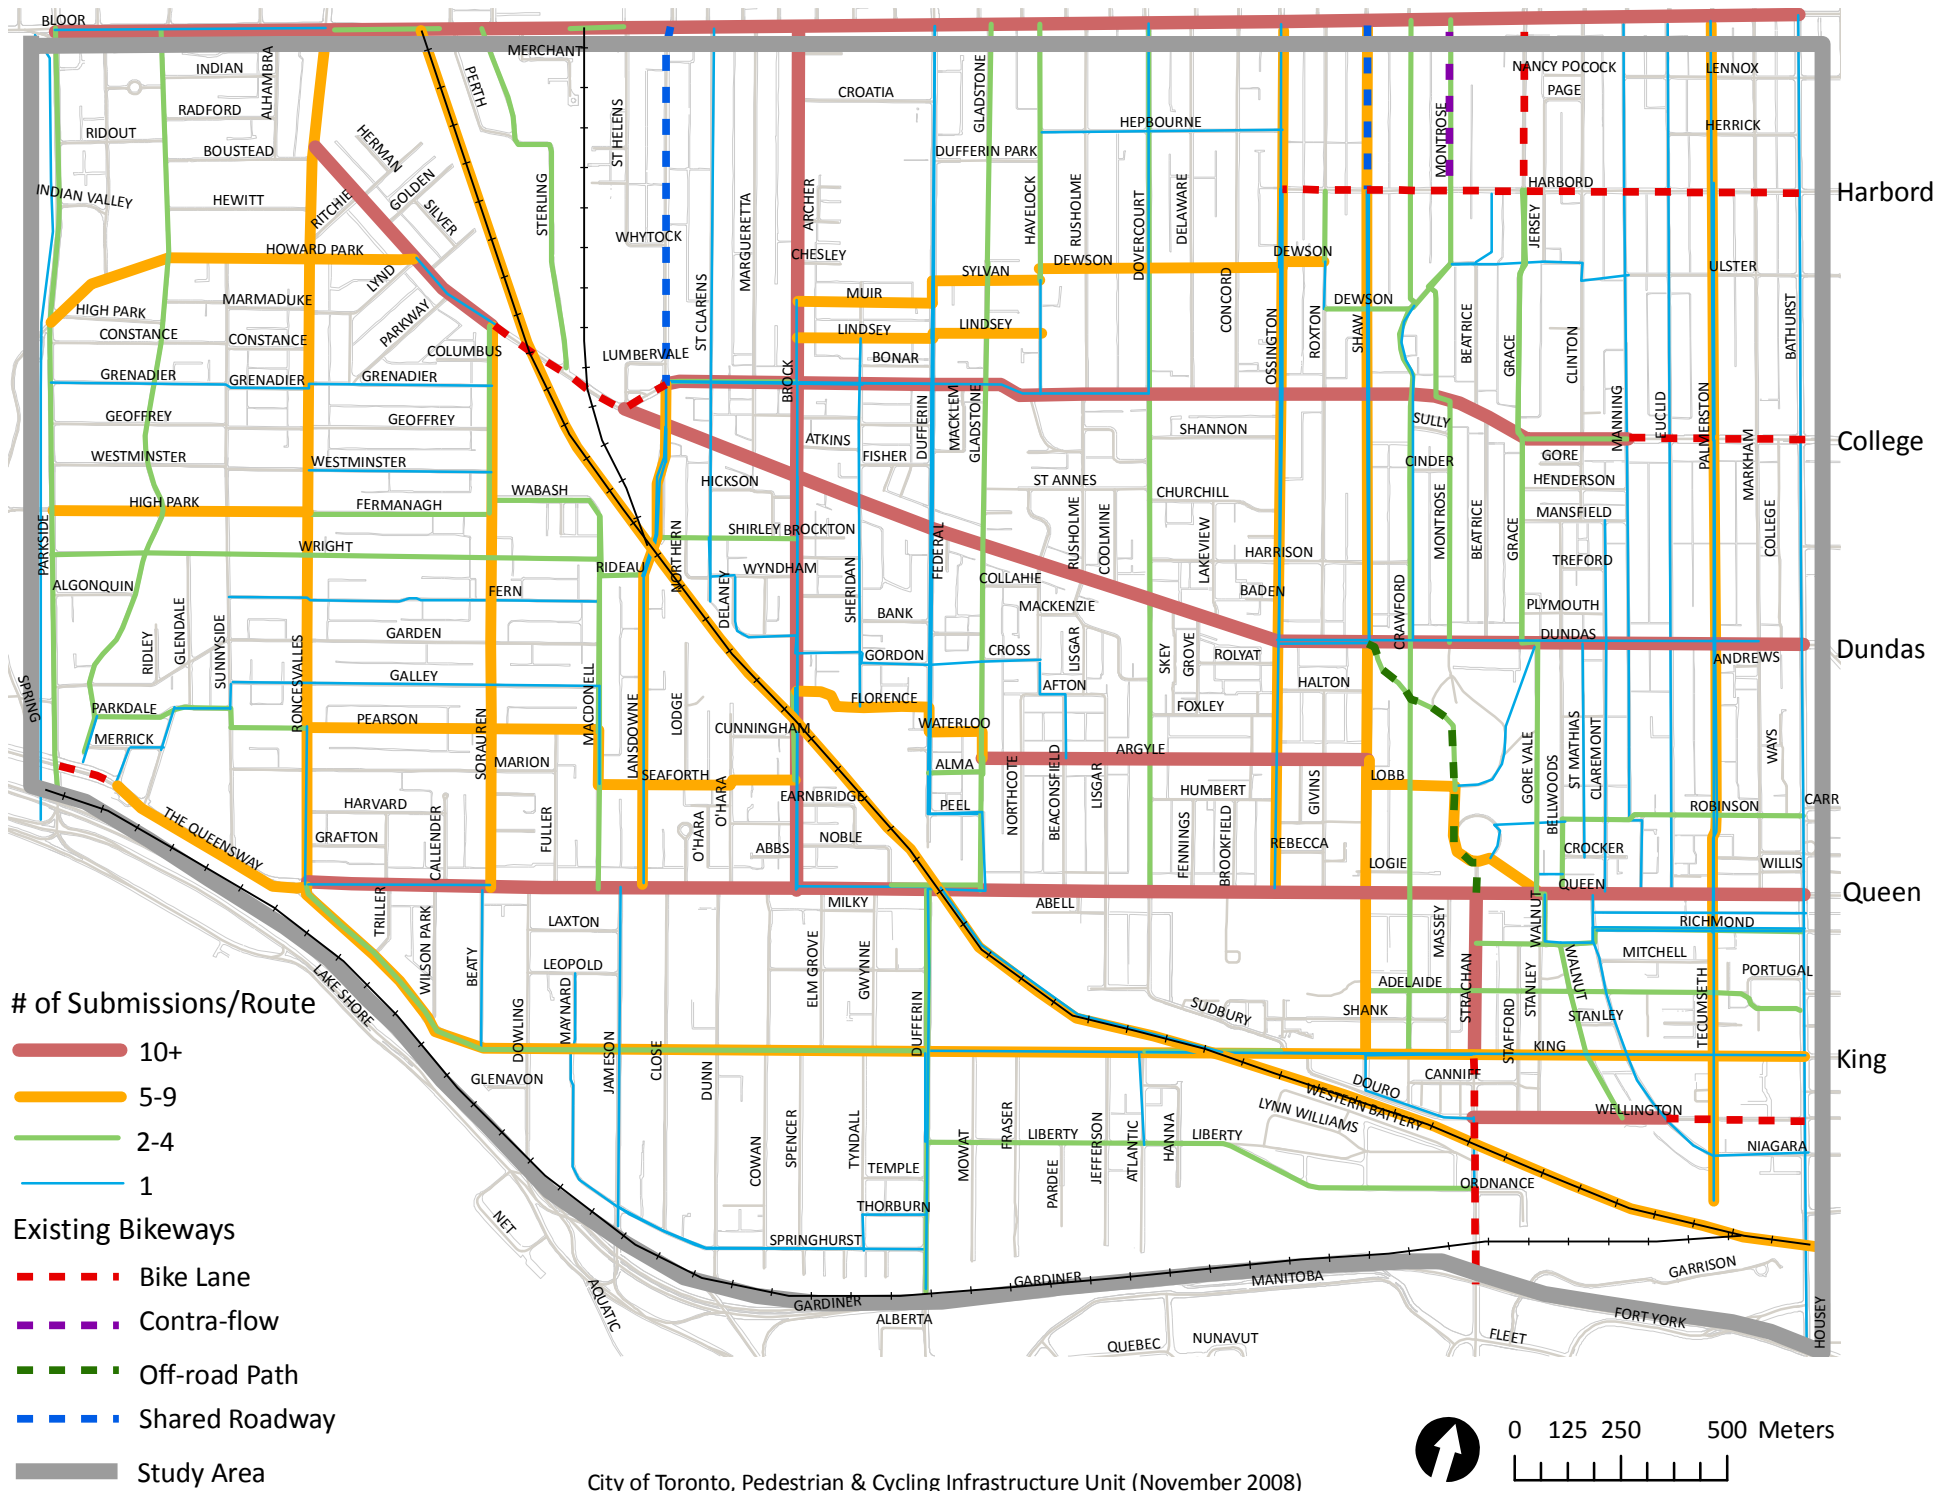 BLOOR
MERCHANT
INDIAN
ALHAMBRA
PERTH
NANCY POCOCK
LENNOX
RADFORD
CROATIA
GLADSTONE
PAGE
RIDOUT
HERMAN
ST HELENS
HEPBOURNE
MONTROSE
HERRICK
BOUSTEAD
DUFFERIN PARK
INDIAN VALLEY
HEWITT
RITCHIE
GOLDEN
SILVER
STERLING
MARGUERETTA
ARCHER
HAVELOCK
RUSHOLME
DOVERCOURT
DELAWARE
HARBORD
Harbord
JERSEY
WHYTOCK
HOWARD PARK
CHESLEY
SYLVAN
DEWSON
DEWSON
ULSTER
LYND
HIGH PARK
MARMADUKE
PARKWAY
ST CLARENS
MUIR
CONCORD
DEWSON
CONSTANCE
CONSTANCE
LINDSEY
LINDSEY
OSSINGTON
ROXTON
SHAW
BEATRICE
GRACE
CLINTON
BATHURST
COLUMBUS
LUMBERVALE
BONAR
GRENADIER
GRENADIER
GRENADIER
BROCK
MACKLEM
GLADSTONE
DUFFERIN
GEOFFREY
GEOFFREY
ATKINS
SHANNON
SULLY
MANNING
EUCLID
PALMERSTON
MARKHAM
College
WESTMINSTER
WESTMINSTER
FISHER
CINDER
GORE
HICKSON
ST ANNES
HENDERSON
HIGH PARK
FERMANAGH
WABASH
CHURCHILL
MANSFIELD
PARKSIDE
WRIGHT
SHIRLEY
BROCKTON
FEDERAL
RUSHOLME
COOLMINE
LAKEVIEW
HARRISON
MONTROSE
BEATRICE
GRACE
TREFORD
COLLEGE
RIDEAU
NORTHERN
WYNDHAM
ALGONQUIN
FERN
DELANEY
SHERIDAN
COLLAHIE
BADEN
BANK
MACKENZIE
CRAWFORD
PLYMOUTH
RIDLEY
GLENDALE
SUNNYSIDE
GARDEN
LISGAR
SKEY
GROVE
DUNDAS
Dundas
GORDON
CROSS
ROLYAT
ANDREWS
SPRING
GALLEY
AFTON
HALTON
PARKDALE
RONCESVALLES
SORAUREN
MACDONELL
LANSDOWNE
LODGE
FLORENCE
FOXLEY
PEARSON
CUNNINGHAM
WATERLOO
MERRICK
MARION
SEAFORTH
ARGYLE
ALMA
LOBB
GORE VALE
BELLWOODS
ST MATHIAS
CLAREMONT
WAYS
O'HARA
EARNBRIDGE
HUMBERT
GIVINS
HARVARD
PEEL
NORTHCOTE
BEACONSFIELD
LISGAR
ROBINSON
CARR
THE QUEENSWAY
GRAFTON
CALLENDER
FULLER
O'HARA
NOBLE
ABBS
FENNINGS
BROOKFIELD
REBECCA
LOGIE
CROCKER
WILLIS
QUEEN
Queen
TRILLER
WILSON PARK
LAXTON
MILKY
ABELL
MASSEY
WALNUT
RICHMOND
BEATY
LEOPOLD
ELM GROVE
GWYNNE
STRACHAN
STANLEY
WALNUT
MITCHELL
PORTUGAL
LAKE SHORE
ADELAIDE
MAYNARD
SUDBURY
SHANK
STAFFORD
STANLEY
TECUMSETH
# of Submissions/Route
DOWLING
JAMESON
CLOSE
DUNN
DUFFERIN
KING
King
10+
GLENAVON
DOURO
CANNIFF
5-9
WESTERN BATTERY
LYNN WILLIAMS
WELLINGTON
2-4
COWAN
SPENCER
TYNDALL
MOWAT
FRASER
LIBERTY
PARDEE
JEFFERSON
ATLANTIC
HANNA
LIBERTY
NIAGARA
1
TEMPLE
ORDNANCE
THORBURN
NET
SPRINGHURST
Existing Bikeways
Bike Lane
Contra-flow
Off-road Path
Shared Roadway
Study Area
AQUATIC
GARDINER
GARDINER
MANITOBA
GARRISON
ALBERTA
FORT YORK
HOUSEY
QUEBEC
NUNAVUT
FLEET
0 125 250 500 Meters
City of Toronto, Pedestrian & Cycling Infrastructure Unit (November 2008)